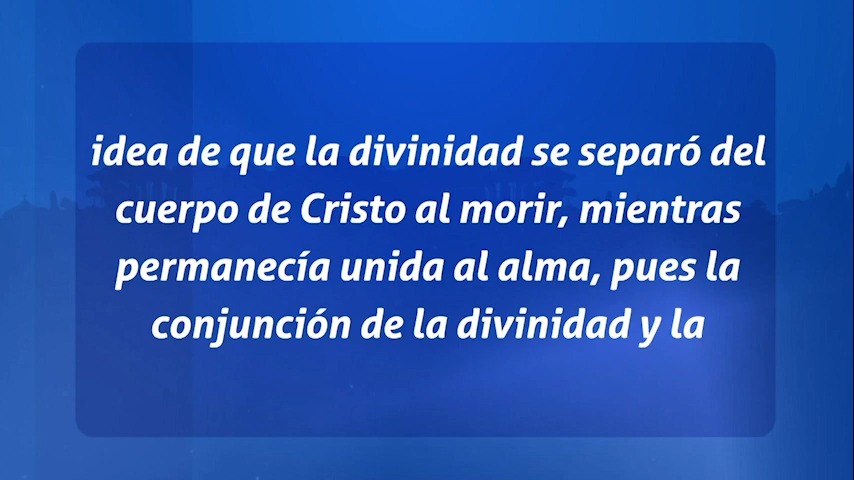 idea de que la divinidad se separó del
cuerpo de Cristo al morir, mientras
permanecía unida al alma, pues la
conjunción de la divinidad y la